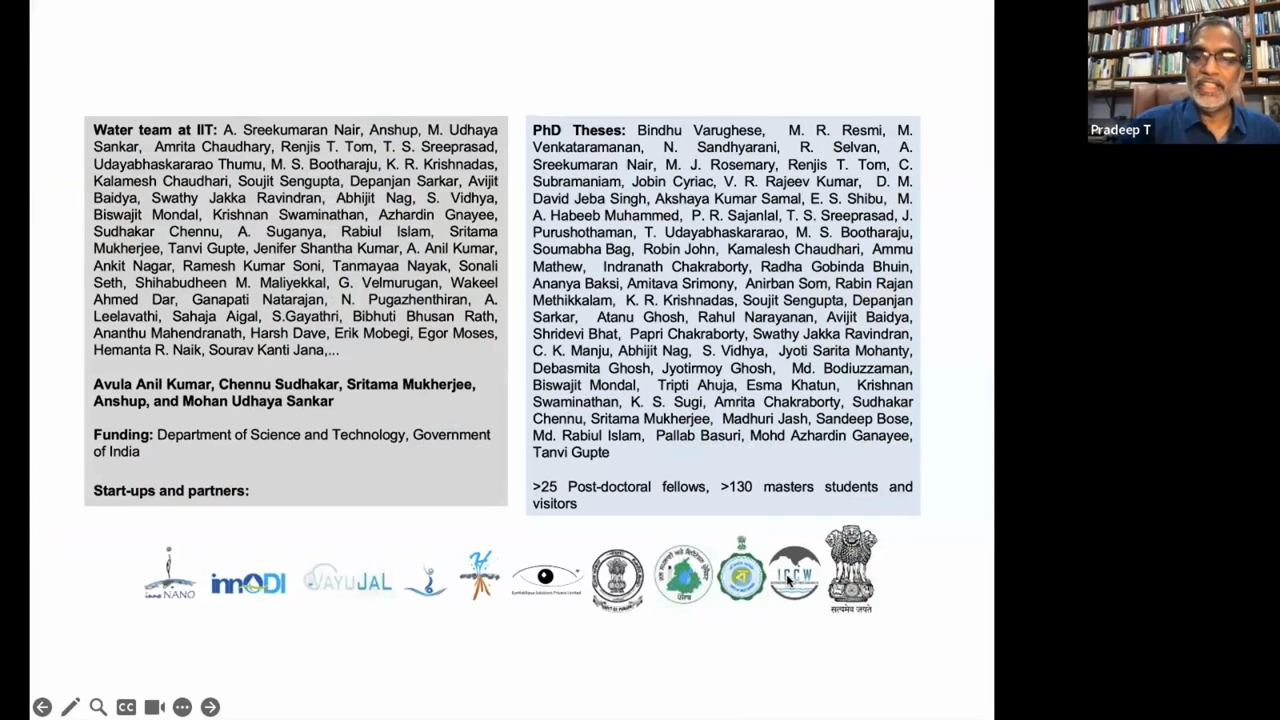 Water team at IIT: A. Sreekumaran Nair, Anshup, M. Udhaya
Sankar, Amrita Chaudhary, Renjis T. Tom, T. S. Sreeprasad,
Udayabhaskararao Thumu, M. S. Bootharaju, K. R. Krishnadas,
Kalamesh Chaudhari, Soujit Sengupta, Depanjan Sarkar, Avijit
Baidya, Swathy Jakka Ravindran, Abhijit Nag, S. Vidhya,
Biswajit Mondal, Krishnan Swaminathan, Azhardin Gnayee,
Sudhakar Chennu, A. Suganya, Rabiul Islam, Sritama
Mukherjee, Tanvi Gupte, Jenifer Shantha Kumar, A. Anil Kumar,
Ankit Nagar, Ramesh Kumar Soni, Tanmayaa Nayak, Sonali
Seth, Shihabudheen M. Maliyekkal, G. Velmurugan, Wakeel
Ahmed Dar, Ganapati Natarajan, N. Pugazhenthiran, A.
Leelavathi, Sahaja Aigal, S.Gayathri, Bibhuti Bhusan Rath,
Ananthu Mahendranath, Harsh Dave, Erik Mobegi, Egor Moses,
Hemanta R. Naik, Sourav Kanti Jana,...
Avula Anil Kumar, Chennu Sudhakar, Sritama Mukherjee,
Anshup, and Mohan Udhaya Sankar
Funding: Department of Science and Technology, Government
of India
Start-ups and partners:
PhD Theses: Bindhu Varughese, M. R. Resmi, M.
Venkataramanan, N. Sandhyarani, R. Selvan, A.
Sreekumaran Nair, M. J. Rosemary, Renjis T. Tom, C.
Subramaniam, Jobin Cyriac, V. R. Rajeev Kumar, D. M.
David Jeba Singh, Akshaya Kumar Samal, E. S. Shibu, M.
A. Habeeb Muhammed, P. R. Sajanlal, T. S. Sreeprasad, J.
Purushothaman, T. Udayabhaskararao, M. S. Bootharaju,
Soumabha Bag, Robin John, Kamalesh Chaudhari, Ammu
Mathew, Indranath Chakraborty, Radha Gobinda Bhuin,
Ananya Baksi, Amitava Srimony, Anirban Som, Rabin Rajan
Methikkalam, K. R. Krishnadas, Soujit Sengupta, Depanjan
Sarkar, Atanu Ghosh, Rahul Narayanan, Avijit Baidya,
Shridevi Bhat, Papri Chakraborty, Swathy Jakka Ravindran,
C. K. Manju, Abhijit Nag, S. Vidhya, Jyoti Sarita Mohanty,
Debasmita Ghosh, Jyotirmoy Ghosh, Md. Bodiuzzaman,
Biswajit Mondal, Tripti Ahuja, Esma Khatun, Krishnan
Swaminathan, K. S. Sugi, Amrita Chakraborty, Sudhakar
Chennu, Sritama Mukherjee, Madhuri Jash, Sandeep Bose,
Md. Rabiul Islam, Pallab Basuri, Mohd Azhardin Ganayee,
Tanvi Gupte
>25 Post-doctoral fellows, >130 masters students and
visitors
inno NANO
innODI
VAYUJAL
ICCW
सत्यमेव जयते
Pradeep T
CC